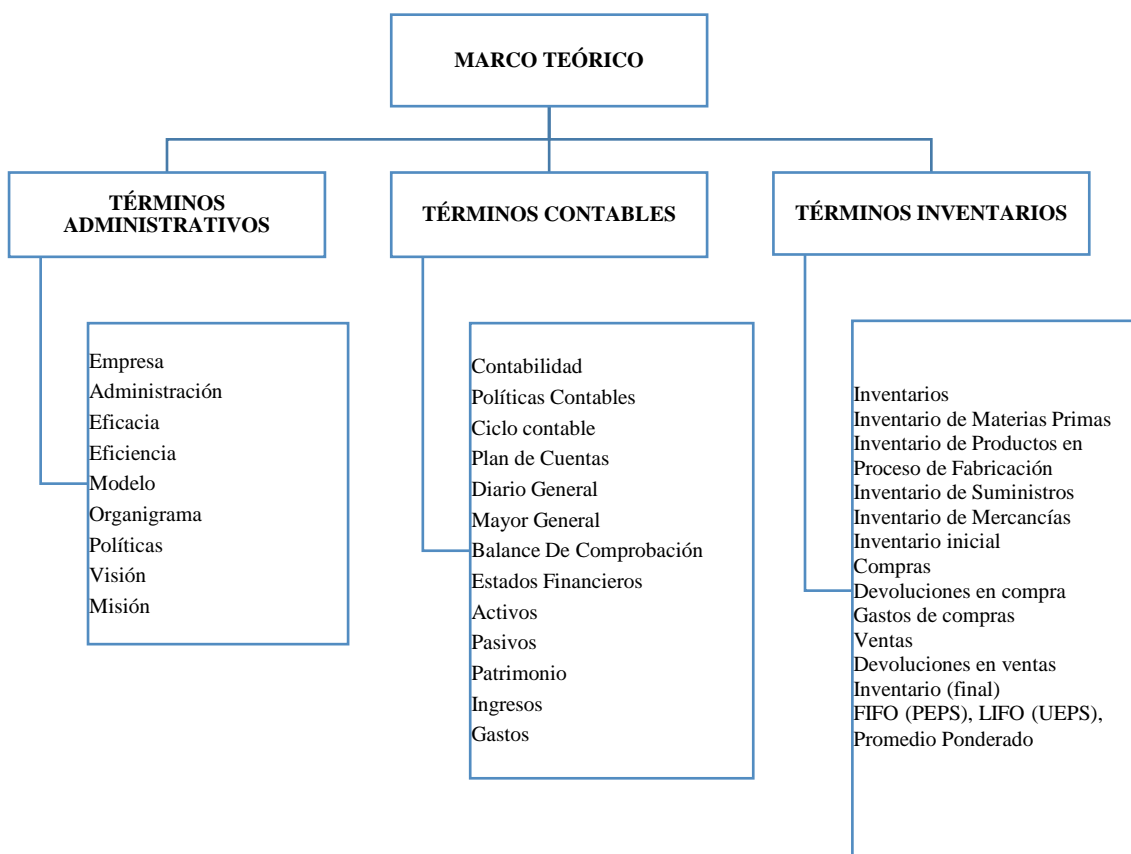 MARCO TEÓRICO
TÉRMINOS
ADMINISTRATIVOS
Empresa
Administración
Eficacia
Eficiencia
Modelo
Organigrama
Políticas
Visión
Misión
TÉRMINOS CONTABLES
Contabilidad
Políticas Contables
Ciclo contable
Plan de Cuentas
Diario General
Mayor General
Balance De Comprobación
Estados Financieros
Activos
Pasivos
Patrimonio
Ingresos
Gastos
TÉRMINOS INVENTARIOS
Inventarios
Inventario de Materias Primas
Inventario de Productos en
Proceso de Fabricación
Inventario de Suministros
Inventario de Mercancías
Inventario inicial
Compras
Devoluciones en compra
Gastos de compras
Ventas
Devoluciones en ventas
Inventario (final)
FIFO (PEPS), LIFO (UEPS),
Promedio Ponderado